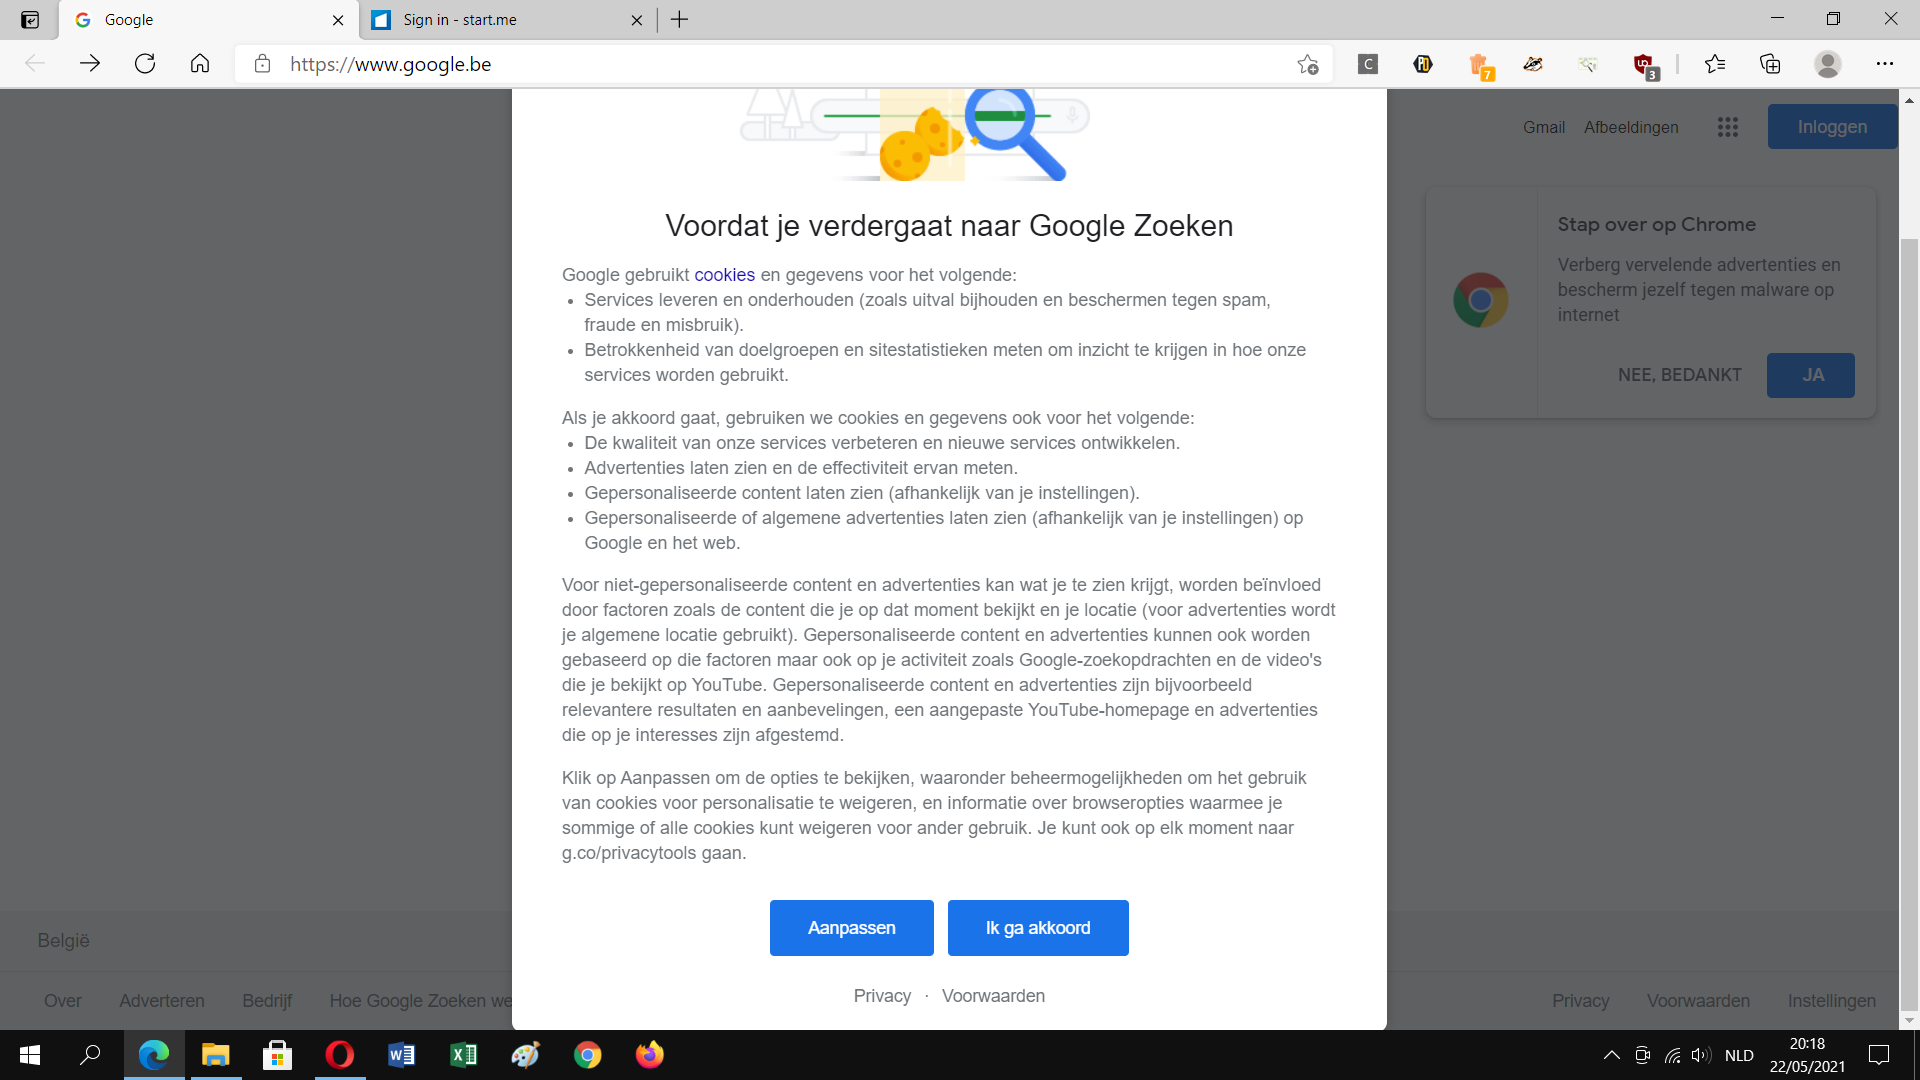 Google
Sign in - start.me
https://www.google.be
C
7
3
Gmail
Afbeeldingen
Inloggen
Voordat je verdergaat naar Google Zoeken
Google gebruikt cookies en gegevens voor het volgende:
• Services leveren en onderhouden (zoals uitval bijhouden en beschermen tegen spam,
fraude en misbruik).
• Betrokkenheid van doelgroepen en sitestatistieken meten om inzicht te krijgen in hoe onze
services worden gebruikt.
Als je akkoord gaat, gebruiken we cookies en gegevens ook voor het volgende:
• De kwaliteit van onze services verbeteren en nieuwe services ontwikkelen.
• Advertenties laten zien en de effectiviteit ervan meten.
• Gepersonaliseerde content laten zien (afhankelijk van je instellingen).
• Gepersonaliseerde of algemene advertenties laten zien (afhankelijk van je instellingen) op
Google en het web.
Voor niet-gepersonaliseerde content en advertenties kan wat je te zien krijgt, worden beïnvloed
door factoren zoals de content die je op dat moment bekijkt en je locatie (voor advertenties wordt
je algemene locatie gebruikt). Gepersonaliseerde content en advertenties kunnen ook worden
gebaseerd op die factoren maar ook op je activiteit zoals Google-zoekopdrachten en de video's
die je bekijkt op YouTube. Gepersonaliseerde content en advertenties zijn bijvoorbeeld
relevantere resultaten en aanbevelingen, een aangepaste YouTube-homepage en advertenties
die op je interesses zijn afgestemd.
Klik op Aanpassen om de opties te bekijken, waaronder beheermogelijkheden om het gebruik
van cookies voor personalisatie te weigeren, en informatie over browseropties waarmee je
sommige of alle cookies kunt weigeren voor ander gebruik. Je kunt ook op elk moment naar
g.co/privacytools gaan.
Aanpassen
Ik ga akkoord
Privacy · Voorwaarden
Stap over op Chrome
Verberg vervelende advertenties en
bescherm jezelf tegen malware op
internet
NEE, BEDANKT
JA
België
Over
Adverteren
Bedrijf
Hoe Google Zoeken we
Privacy
Voorwaarden
Instellingen
NLD
20:18
22/05/2021